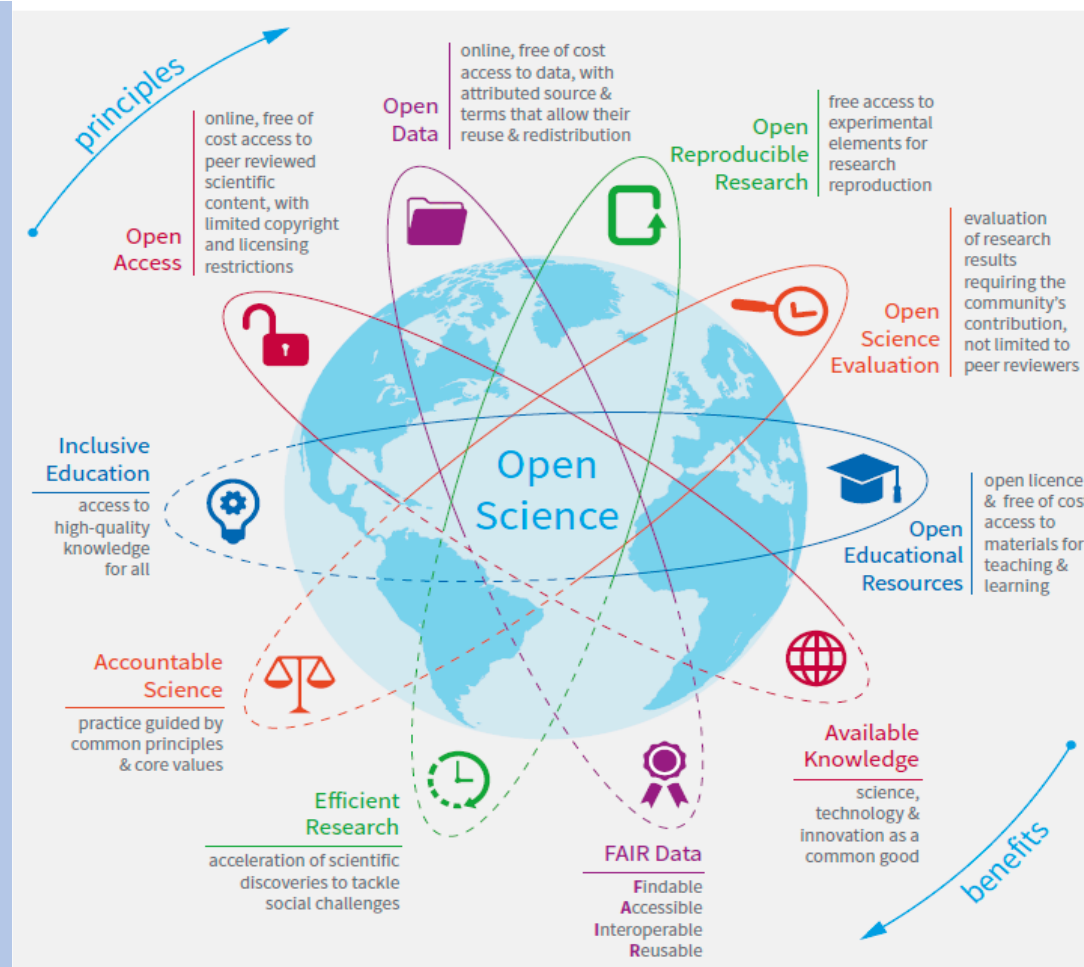 principles
Open
Access
online, free of
cost access to
peer reviewed
scientific
content, with
limited copyright
and licensing
restrictions
Open
Data
online, free of cost
access to data, with
attributed source &
terms that allow their
reuse & redistribution
Open
Reproducible
Research
free access to
experimental
elements for
research
reproduction
Open
Science
Evaluation
evaluation
of research
results
requiring the
community's
contribution,
not limited to
peer reviewers
Open
Educational
Resources
open licence
& free of cos
access to
materials for
teaching &
learning
Open
Science
Inclusive
Education
access to
high-quality
knowledge
for all
Accountable
Science
practice guided by
common principles
& core values
Efficient
Research
acceleration of scientific
discoveries to tackle
social challenges
FAIR Data
Findable
Accessible
Interoperable
Reusable
Available
Knowledge
science,
technology &
innovation as a
common good
benefits